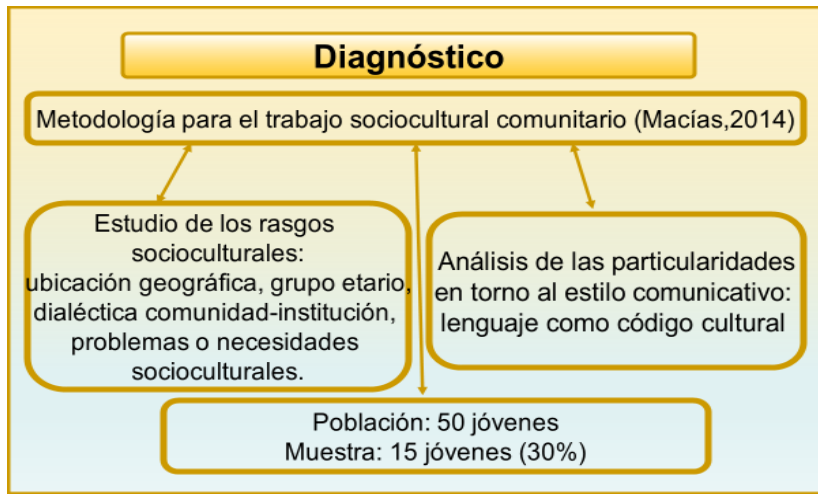 Diagnóstico
Metodología para el trabajo sociocultural comunitario (Macías,2014)
Estudio de los rasgos
socioculturales:
ubicación geográfica, grupo etario,
dialéctica comunidad-institución,
problemas o necesidades
socioculturales.
Análisis de las particularidades
en torno al estilo comunicativo:
lenguaje como código cultural
Población: 50 jóvenes
Muestra: 15 jóvenes (30%)